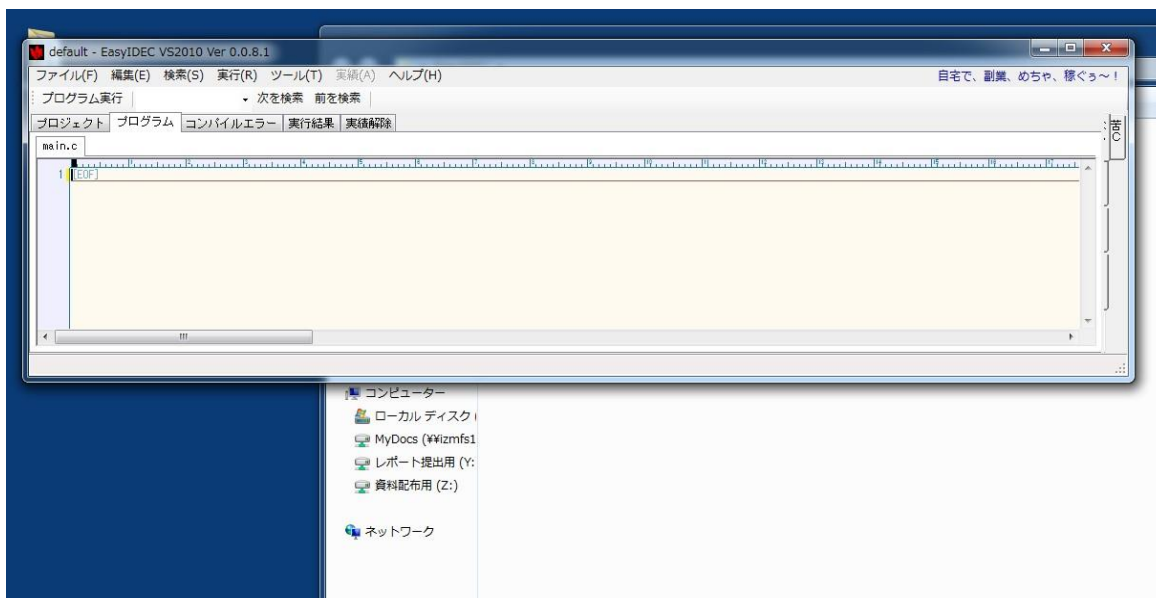 default - EasyIDEC VS2010 Ver 0.0.8.1
ファイル(F) 編集(E) 検索(S) 実行(R) ツール(T) 実績(A) ヘルプ(H) 自宅で、副業、めちゃ、稼ぐぅ~!
プログラム実行 次を検索 前を検索
プロジェクト プログラム コンパイルエラー 実行結果 実績解除
苦C
main.c
1 [EOF]
コンピューター
ローカル ディスク
MyDocs (¥¥izmfs1
レポート提出用 (Y:
資料配布用 (Z:)
ネットワーク